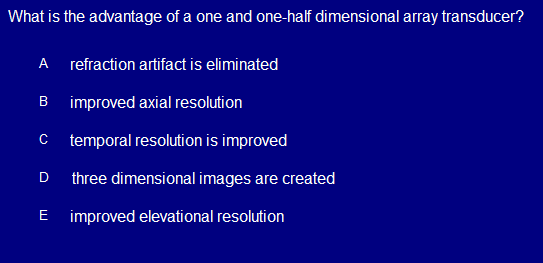 What is the advantage of a one and one-half dimensional array transducer?
A refraction artifact is eliminated
B improved axial resolution
C temporal resolution is improved
D three dimensional images are created
E improved elevational resolution